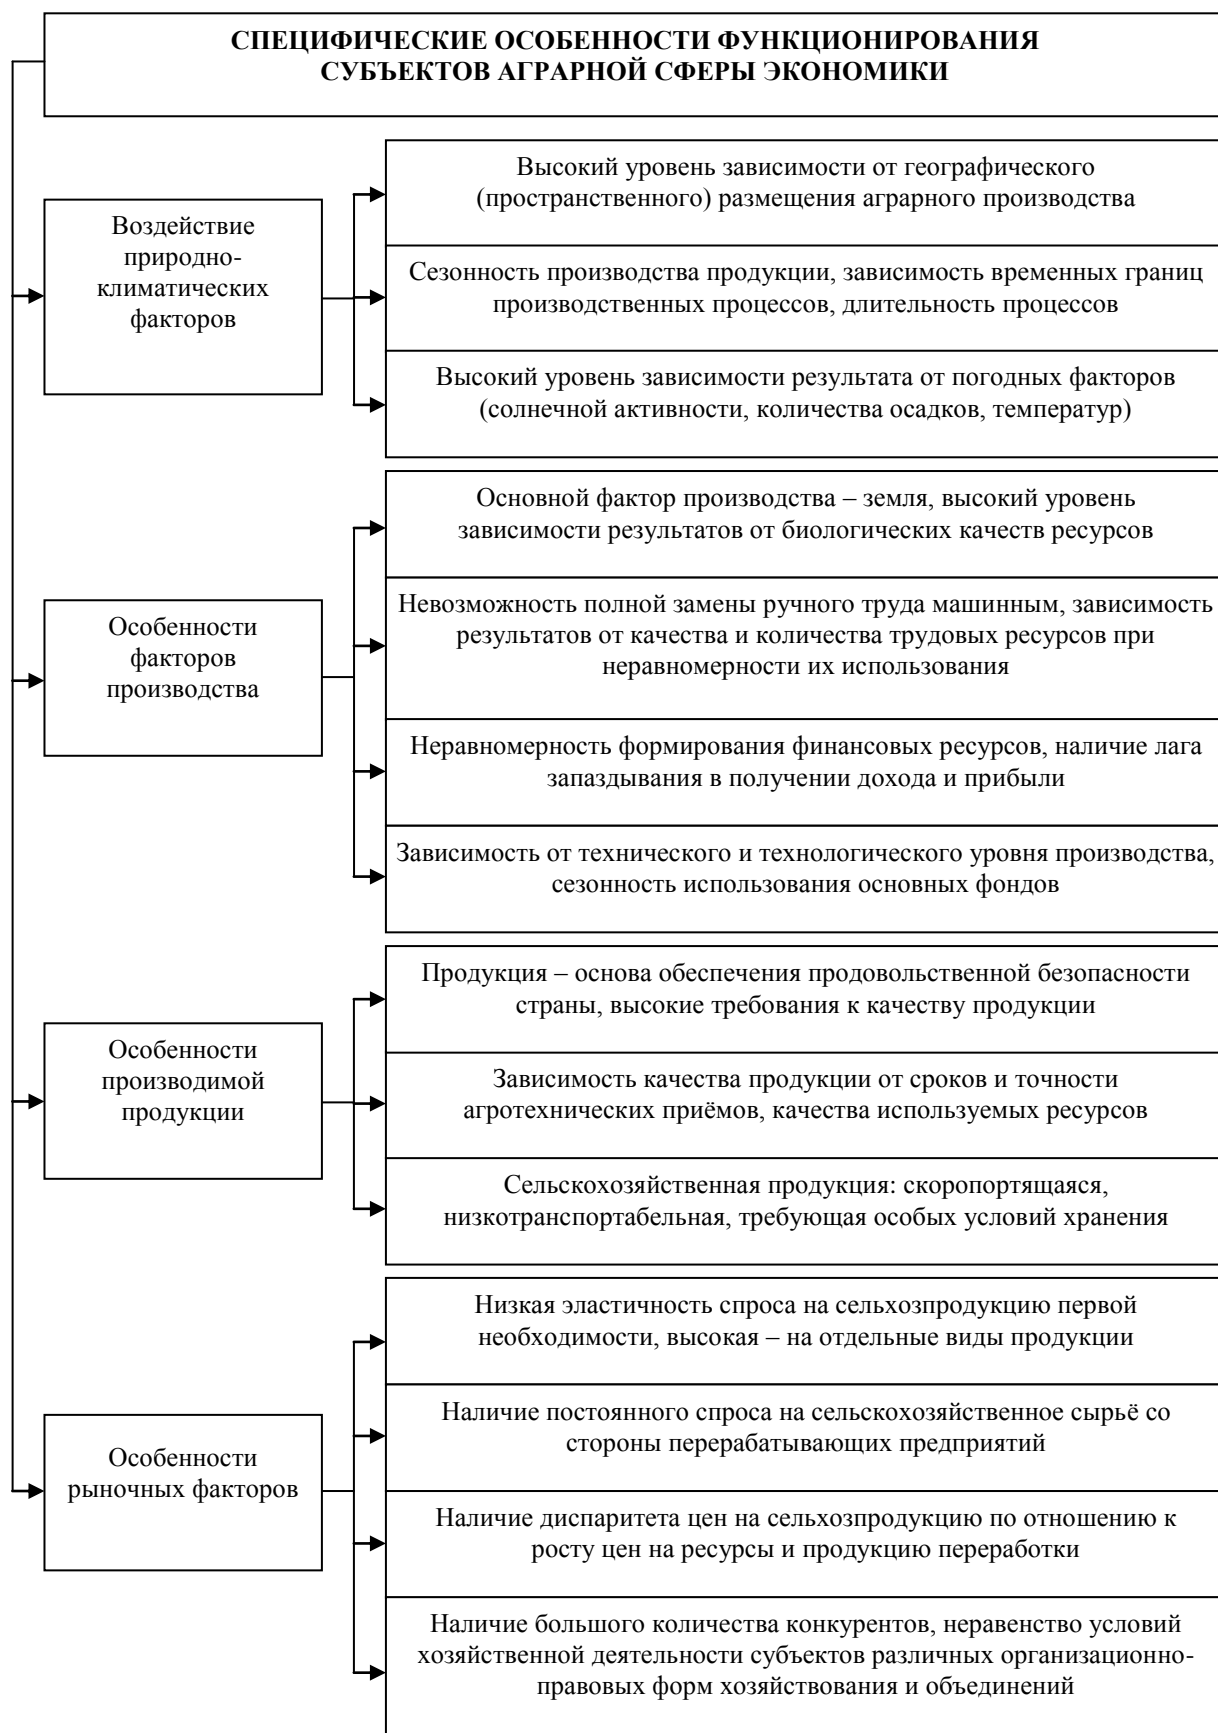 СПЕЦИФИЧЕСКИЕ ОСОБЕННОСТИ ФУНКЦИОНИРОВАНИЯ
СУБЪЕКТОВ АГРАРНОЙ СФЕРЫ ЭКОНОМИКИ
Воздействие
природно-
климатических
факторов
Высокий уровень зависимости от географического
(пространственного) размещения аграрного производства
Сезонность производства продукции, зависимость временных границ
производственных процессов, длительность процессов
Высокий уровень зависимости результата от погодных факторов
(солнечной активности, количества осадков, температур)
Особенности
факторов
производства
Основной фактор производства – земля, высокий уровень
зависимости результатов от биологических качеств ресурсов
Невозможность полной замены ручного труда машинным, зависимость
результатов от качества и количества трудовых ресурсов при
неравномерности их использования
Неравномерность формирования финансовых ресурсов, наличие лага
запаздывания в получении дохода и прибыли
Зависимость от технического и технологического уровня производства,
сезонность использования основных фондов
Особенности
производимой
продукции
Продукция – основа обеспечения продовольственной безопасности
страны, высокие требования к качеству продукции
Зависимость качества продукции от сроков и точности
агротехнических приёмов, качества используемых ресурсов
Сельскохозяйственная продукция: скоропортящаяся,
низкотранспортабельная, требующая особых условий хранения
Особенности
рыночных факторов
Низкая эластичность спроса на сельхозпродукцию первой
необходимости, высокая – на отдельные виды продукции
Наличие постоянного спроса на сельскохозяйственное сырьё со
стороны перерабатывающих предприятий
Наличие диспаритета цен на сельхозпродукцию по отношению к
росту цен на ресурсы и продукцию переработки
Наличие большого количества конкурентов, неравенство условий
хозяйственной деятельности субъектов различных организационно-
правовых форм хозяйствования и объединений